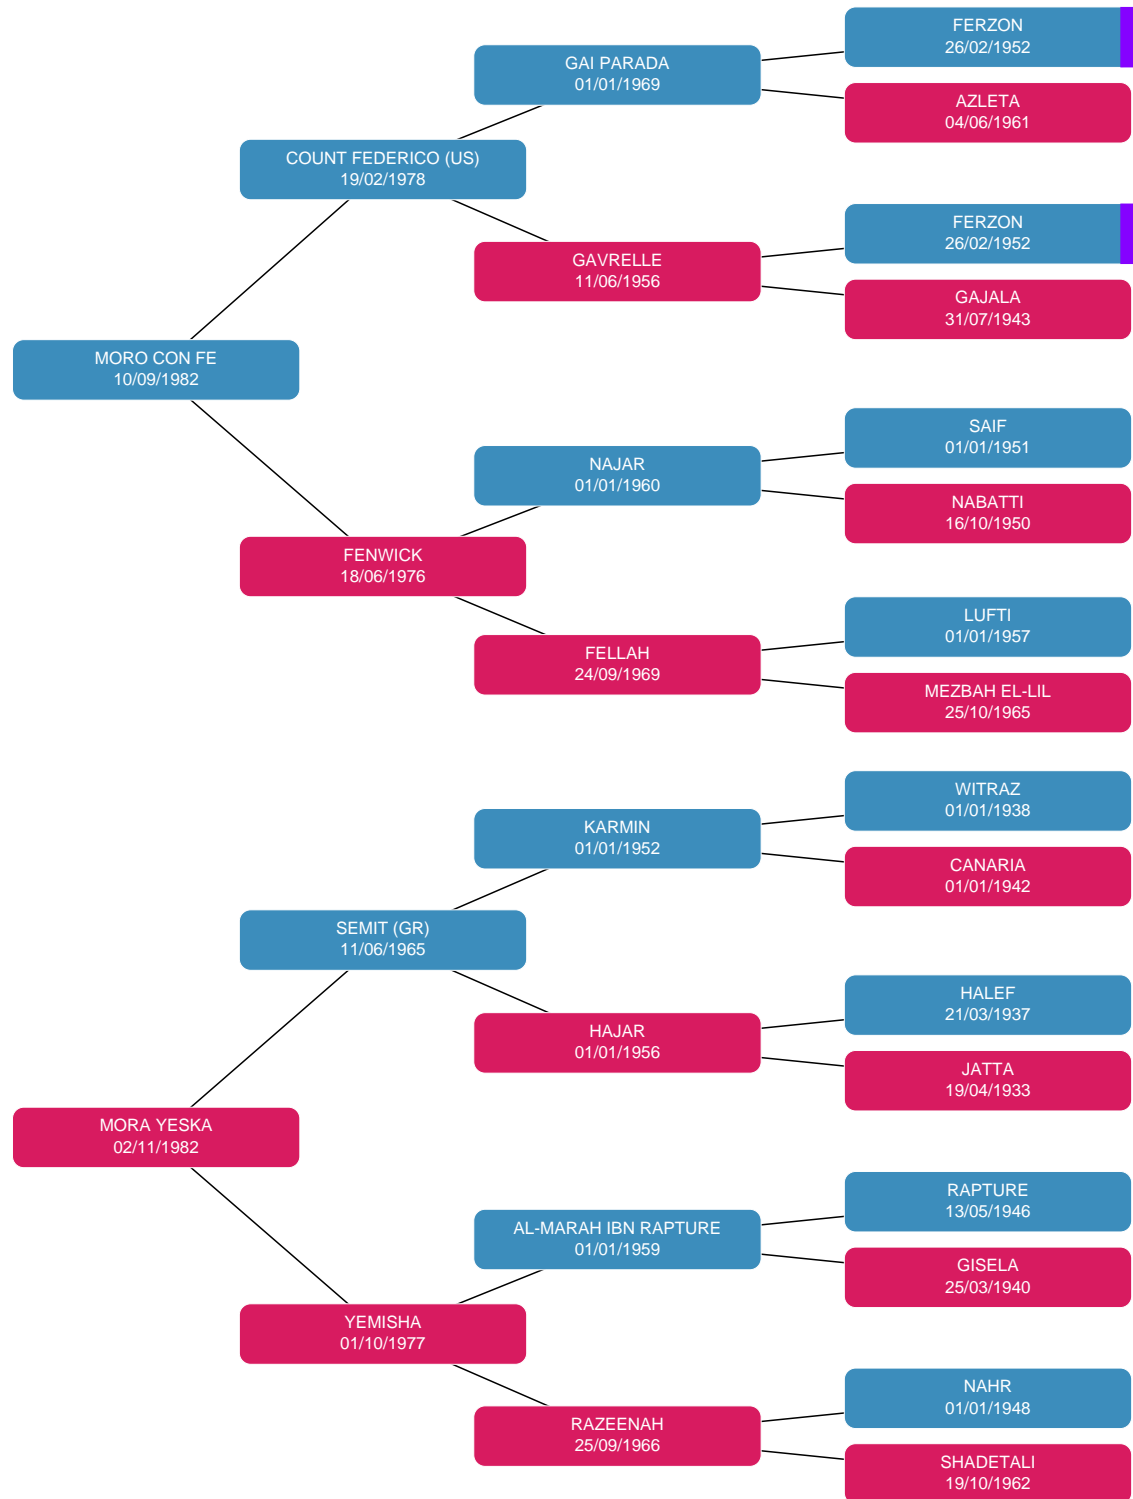 FERZON
26/02/1952
GAI PARADA
01/01/1969
AZLETA
04/06/1961
COUNT FEDERICO (US)
19/02/1978
FERZON
26/02/1952
GAVRELLE
11/06/1956
GAJALA
31/07/1943
MORO CON FE
10/09/1982
SAIF
01/01/1951
NAJAR
01/01/1960
NABATTI
16/10/1950
FENWICK
18/06/1976
LUFTI
01/01/1957
FELLAH
24/09/1969
MEZBAH EL-LIL
25/10/1965
WITRAZ
01/01/1938
KARMIN
01/01/1952
CANARIA
01/01/1942
SEMIT (GR)
11/06/1965
HALEF
21/03/1937
HAJAR
01/01/1956
JATTA
19/04/1933
MORA YESKA
02/11/1982
RAPTURE
13/05/1946
AL-MARAH IBN RAPTURE
01/01/1959
GISELA
25/03/1940
YEMISHA
01/10/1977
NAHR
01/01/1948
RAZEENAH
25/09/1966
SHADETALI
19/10/1962